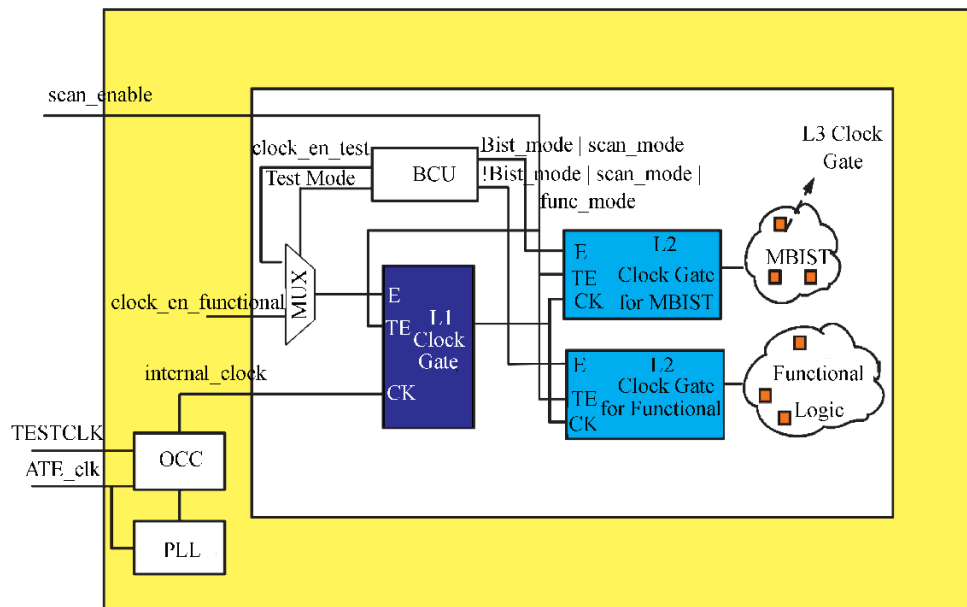 scan_enable
clock_en_test
Test Mode
BCU
Bist_mode | scan_mode
!Bist_mode | scan_mode |
func_mode
L3 Clock
Gate
MUX
clock_en_functional
E
TE
CK
L1
Clock
Gate
E
TE
CK
L2
Clock Gate
for MBIST
MBIST
E
TE
CK
L2
Clock Gate
for Functional
Functional
Logic
internal_clock
TESTCLK
ATE_clk
OCC
PLL